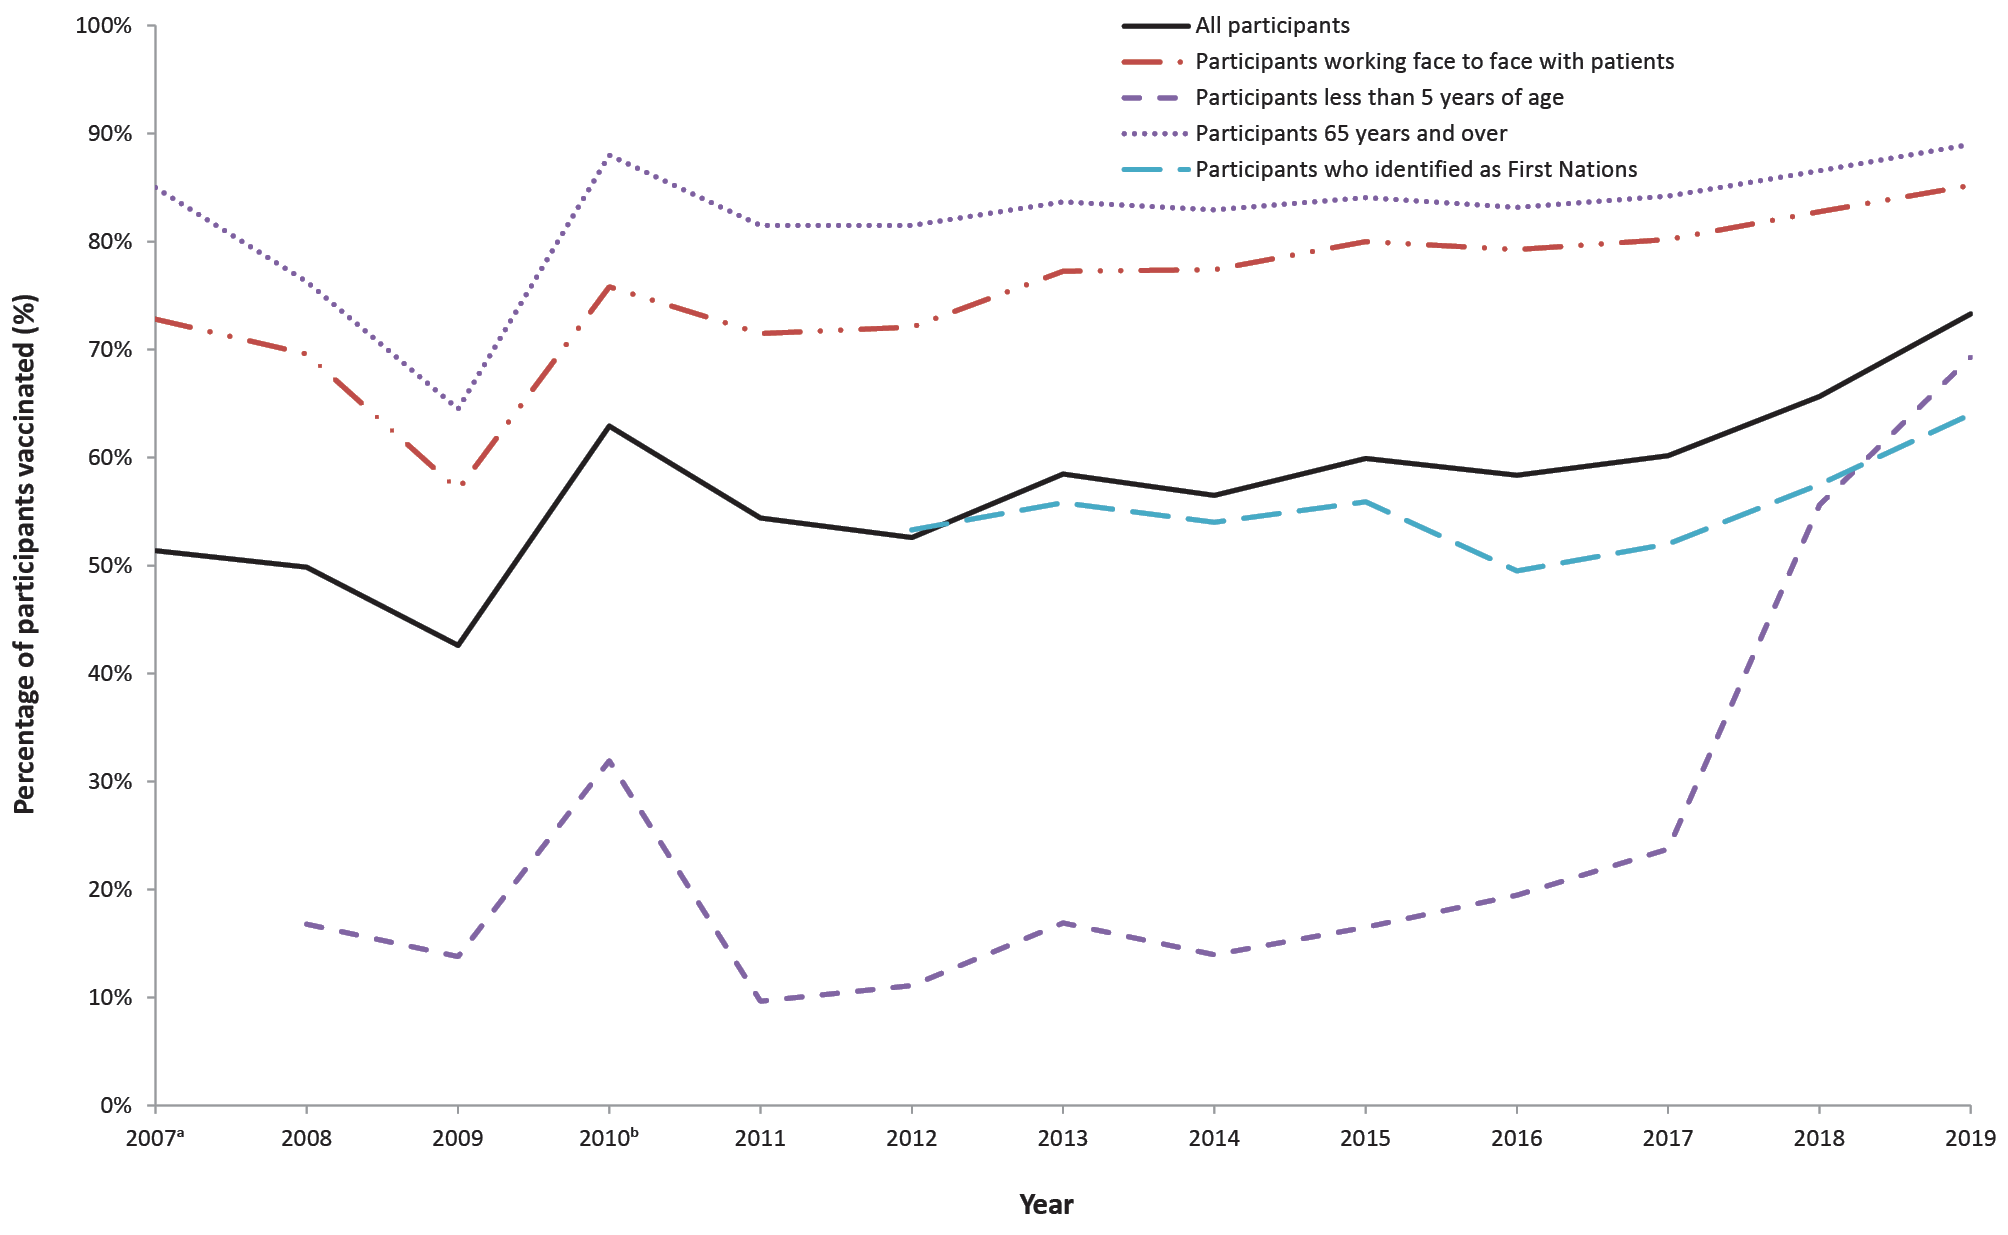 100%
90%
80%
70%
60%
50%
40%
30%
20%
10%
0%
Percentage of participants vaccinated (%)
All participants
Participants working face to face with patients
Participants less than 5 years of age
Participants 65 years and over
Participants who identified as First Nations
2007ᵃ 2008 2009 2010ᵇ 2011 2012 2013 2014 2015 2016 2017 2018 2019
Year